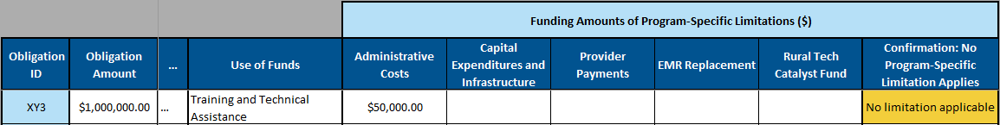 Funding Amounts of Program-Specific Limitations ($)
Obligation ID
Obligation Amount
...
Use of Funds
Administrative Costs
Capital Expenditures and Infrastructure
Provider Payments
EMR Replacement
Rural Tech Catalyst Fund
Confirmation: No Program-Specific Limitation Applies
XY3
$1,000,000.00
...
Training and Technical Assistance
$50,000.00
No limitation applicable